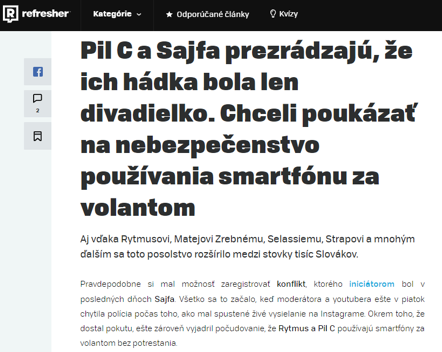 refresher
Kategórie
Odporúčané články
Kvízy
Pil C a Sajfa prezrádzajú, že
ich hádka bola len
divadielko. Chceli poukázať
na nebezpečenstvo
používania smartfónu za
volantom
2
Aj vďaka Rytmusovi, Matejovi Zrebnému, Selassiemu, Strapovi a mnohým
ďalším sa toto posolstvo rozšírilo medzi stovky tisíc Slovákov.
Pravdepodobne si mal možnosť zaregistrovať konflikt, ktorého iniciátorom bol v
posledných dňoch Sajfa. Všetko sa to začalo, keď moderátora a youtubera ešte v piatok
chytila polícia počas toho, ako mal spustené živé vysielanie na Instagrame. Okrem toho, že
dostal pokutu, ešte zároveň vyjadril počudovanie, že Rytmus a Pil C používajú smartfóny za
volantom bez potrestania.